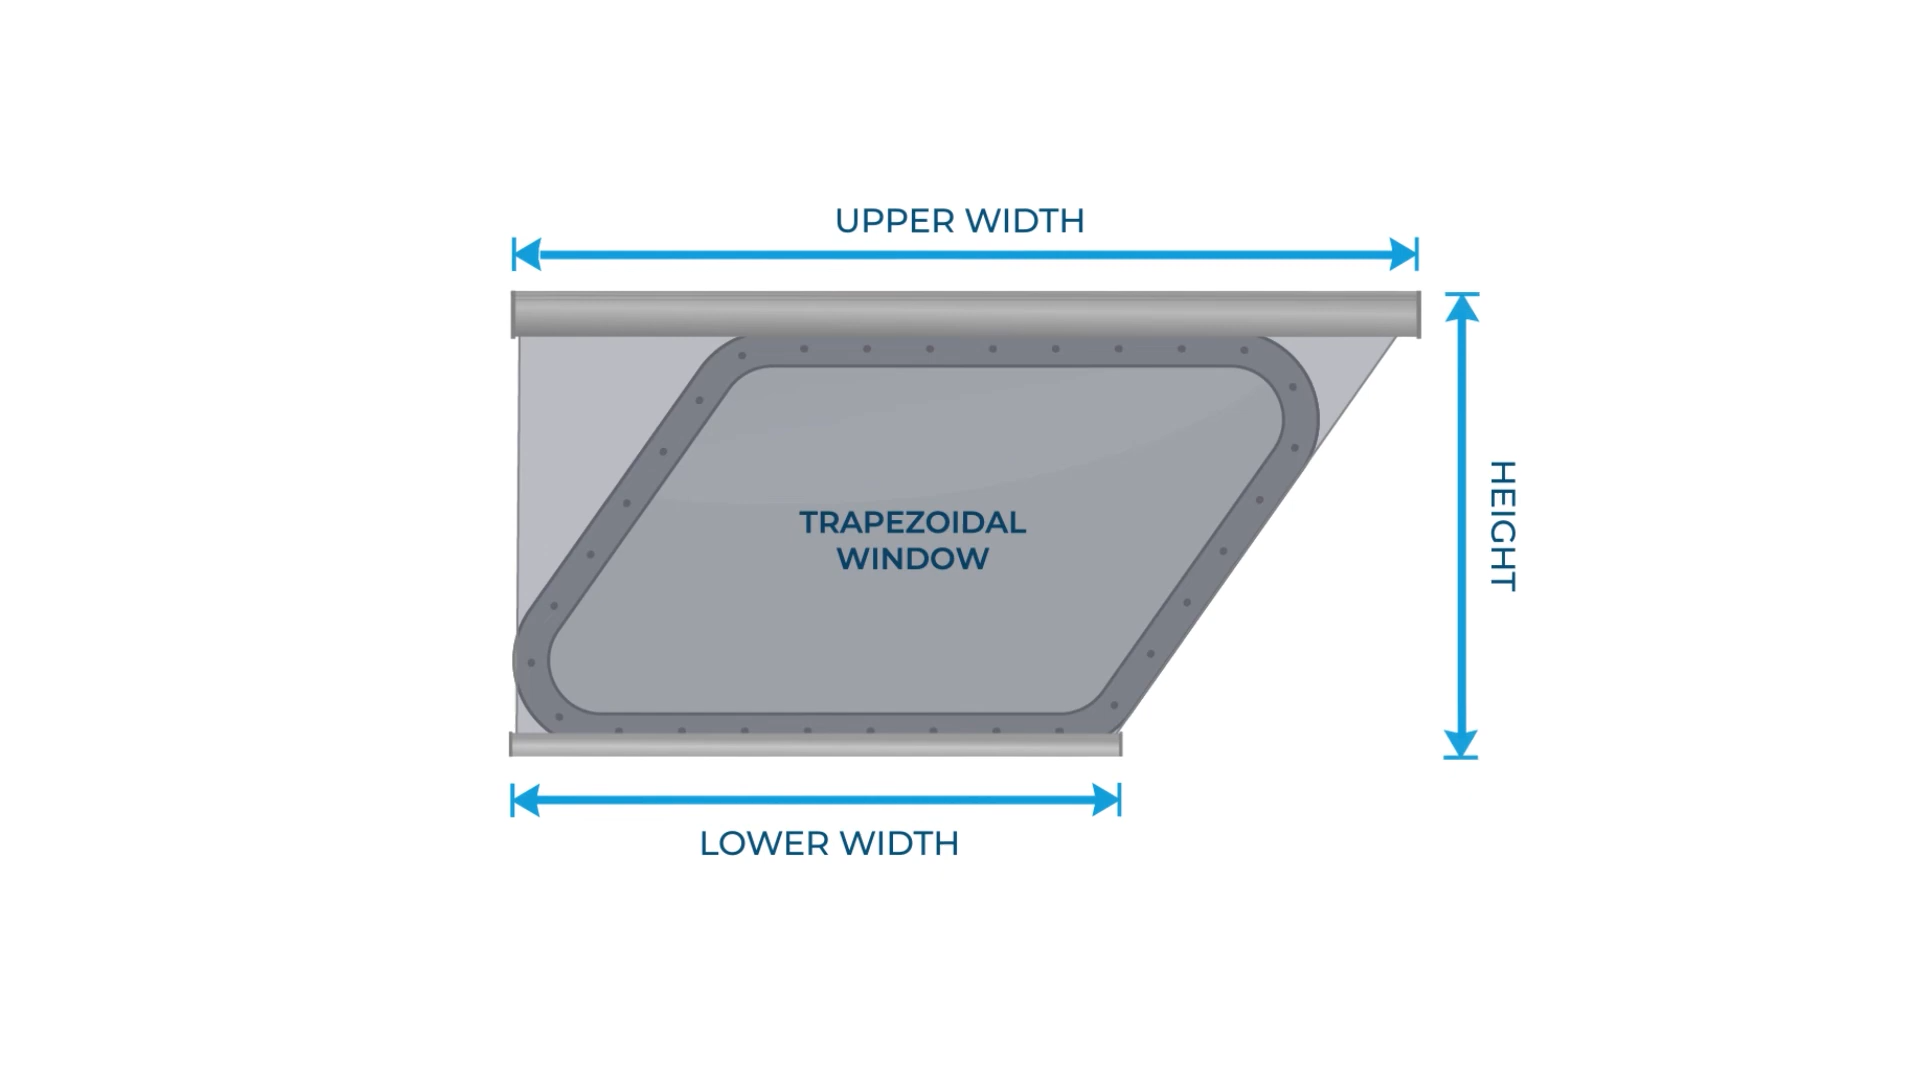 UPPER WIDTH
TRAPEZOIDAL
WINDOW
HEIGHT
LOWER WIDTH